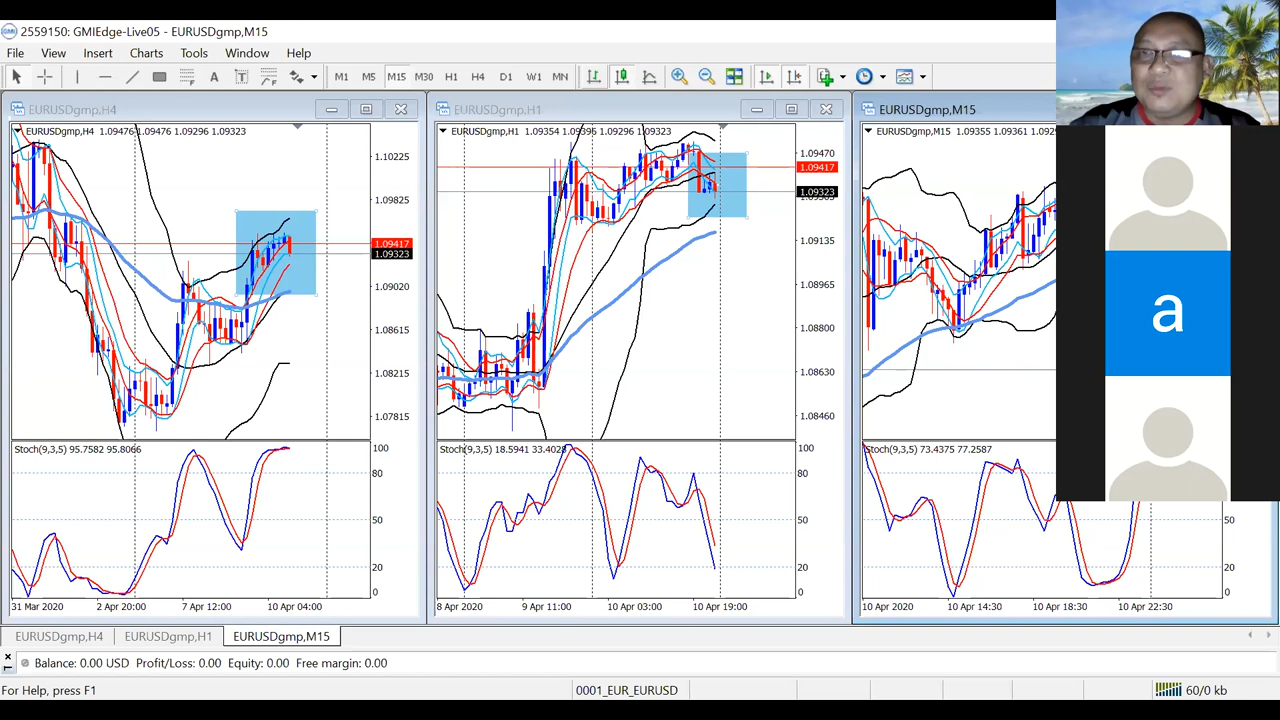 2559150: GMIEdge-Live05 - EURUSDgmp,M15
File View Insert Charts Tools Window Help
M1 M5 M15 M30 H1 H4 D1 W1 MN
EURUSDgmp,H4
EURUSDgmp,H4 1.09476 1.09476 1.09296 1.09323
1.10225
1.09825
1.09417
1.09323
1.09020
1.08615
1.08215
1.07815
Stoch(9,3,5) 95.7582 95.8066
100
80
50
20
0
31 Mar 2020 2 Apr 20:00 7 Apr 12:00 10 Apr 04:00
EURUSDgmp,H1
EURUSDgmp,H1 1.09354 1.09396 1.09296 1.09323
1.09470
1.09417
1.09323
1.09135
1.08965
1.08800
1.08630
1.08460
Stoch(9,3,5) 18.5941 33.4028
100
80
50
20
0
8 Apr 2020 9 Apr 11:00 10 Apr 03:00 10 Apr 19:00
EURUSDgmp,M15
EURUSDgmp,M15 1.09355 1.09361
Stoch(9,3,5) 73.4375 77.2587
50
20
0
10 Apr 2020 10 Apr 14:30 10 Apr 18:30 10 Apr 22:30
a
EURUSDgmp,H4 EURUSDgmp,H1 EURUSDgmp,M15
Balance: 0.00 USD Profit/Loss: 0.00 Equity: 0.00 Free margin: 0.00
For Help, press F1
0001_EUR_EURUSD
60/0 kb